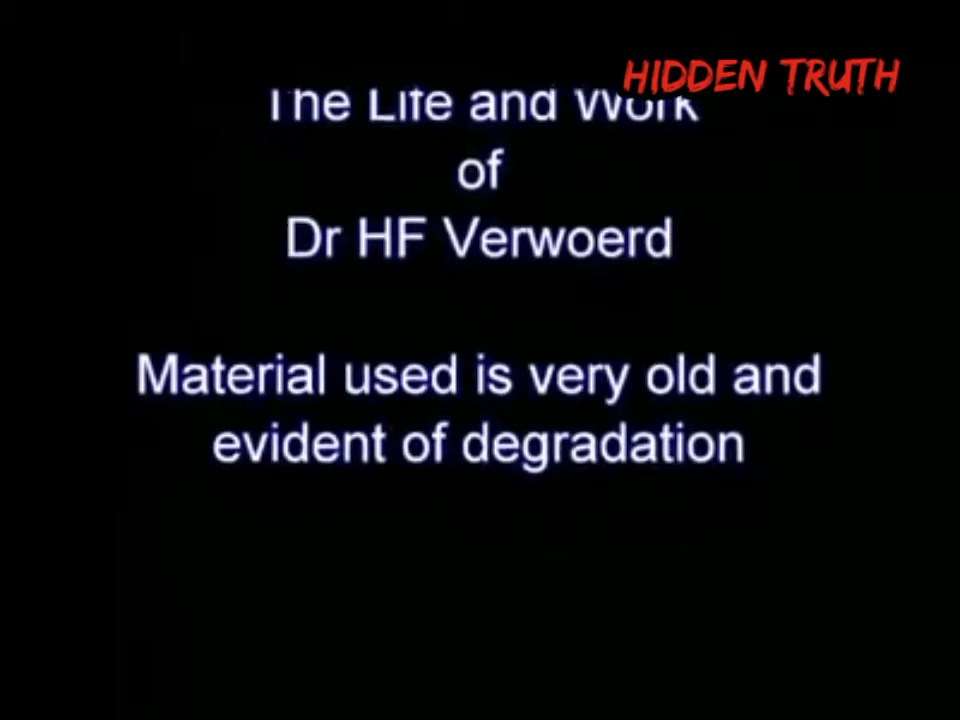 HIDDEN TRUTH
The Life and Work
of
Dr HF Verwoerd
Material used is very old and
evident of degradation